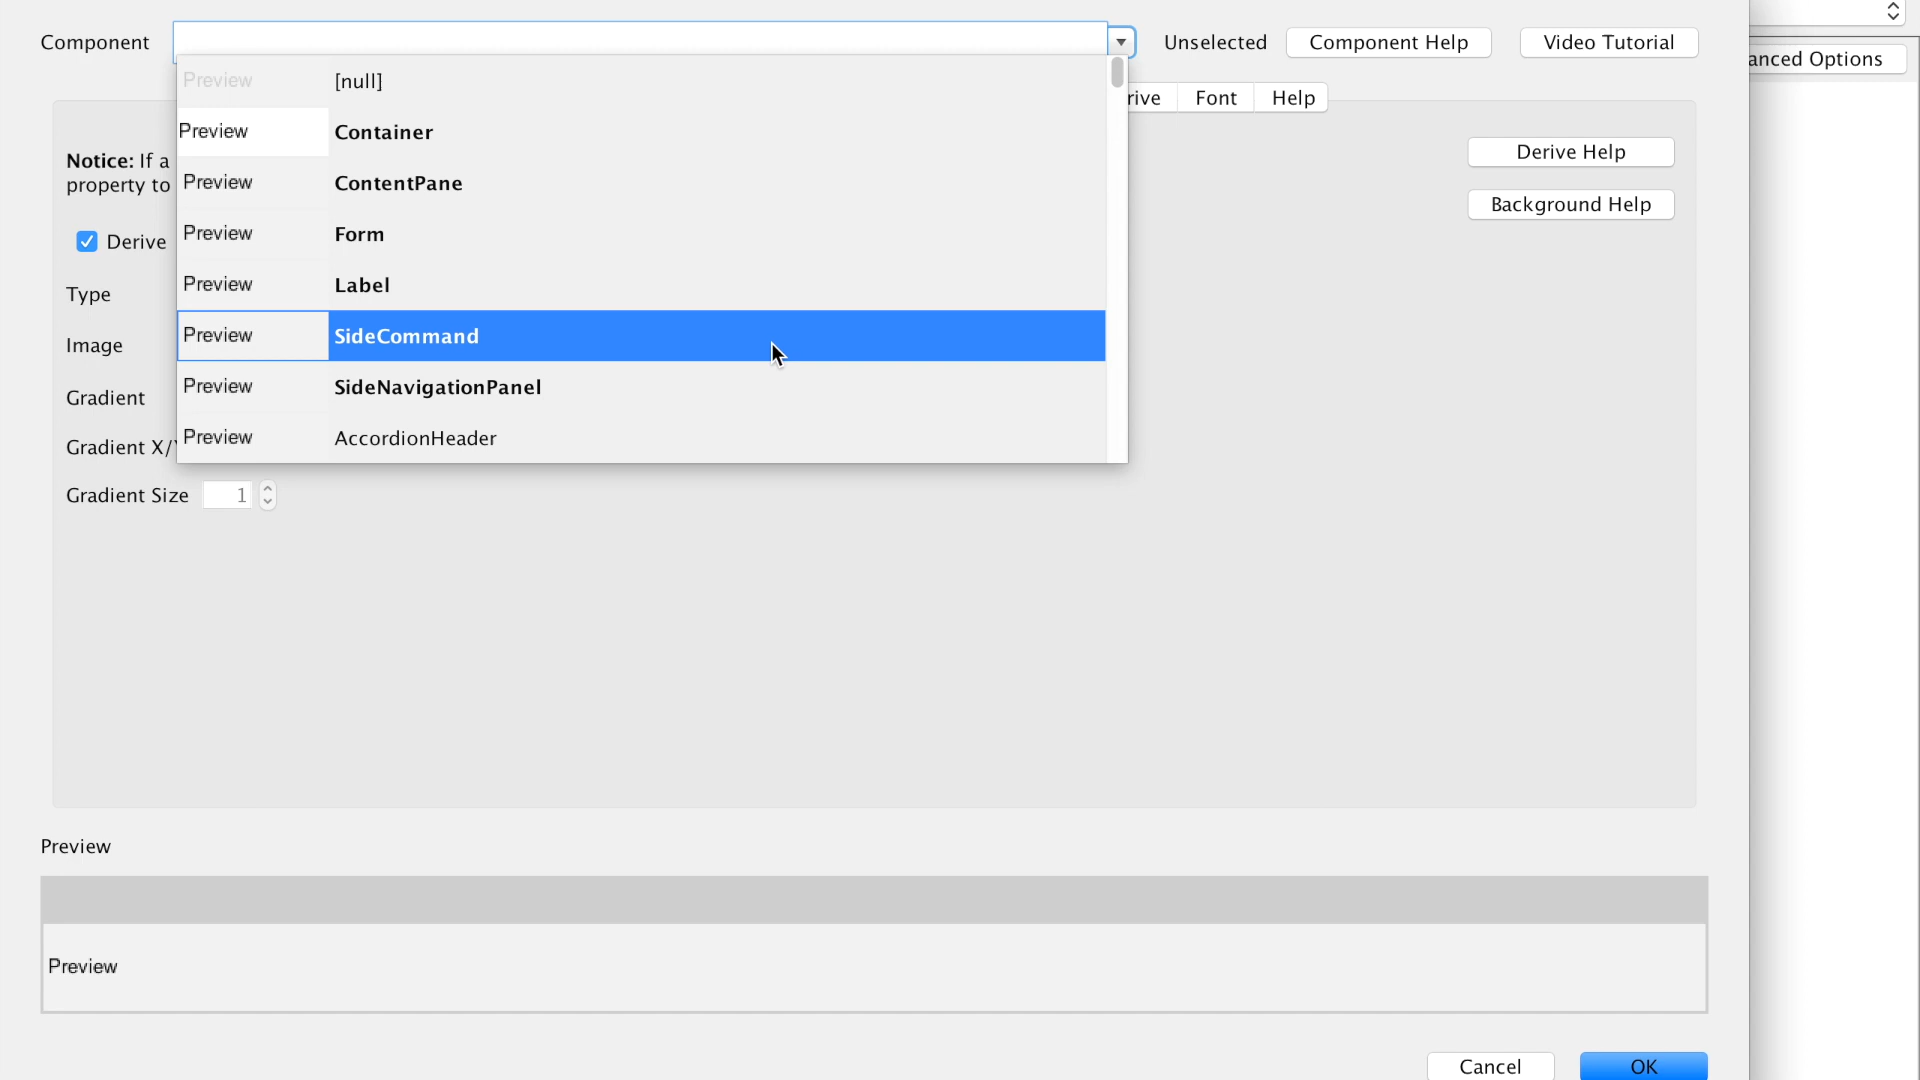 Component
Unselected
Component Help
Video Tutorial
anced Options
Preview [null]
rive
Font
Help
Preview Container
Notice: If a
property to
Derive Help
Preview ContentPane
Background Help
Preview Form
Derive
Preview Label
Type
Preview SideCommand
Image
Preview SideNavigationPanel
Gradient
Preview AccordionHeader
Gradient X/Y
Gradient Size 1
Preview
Preview
Cancel
OK